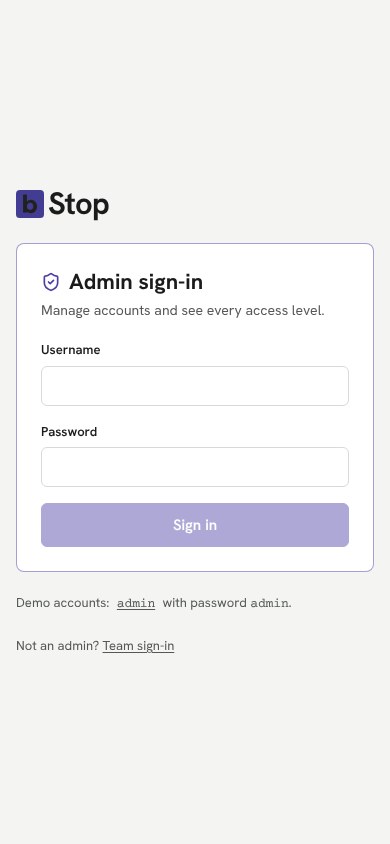 b Stop
Admin sign-in
Manage accounts and see every access level.
Username
Password
Sign in
Demo accounts: admin with password admin.
Not an admin? Team sign-in